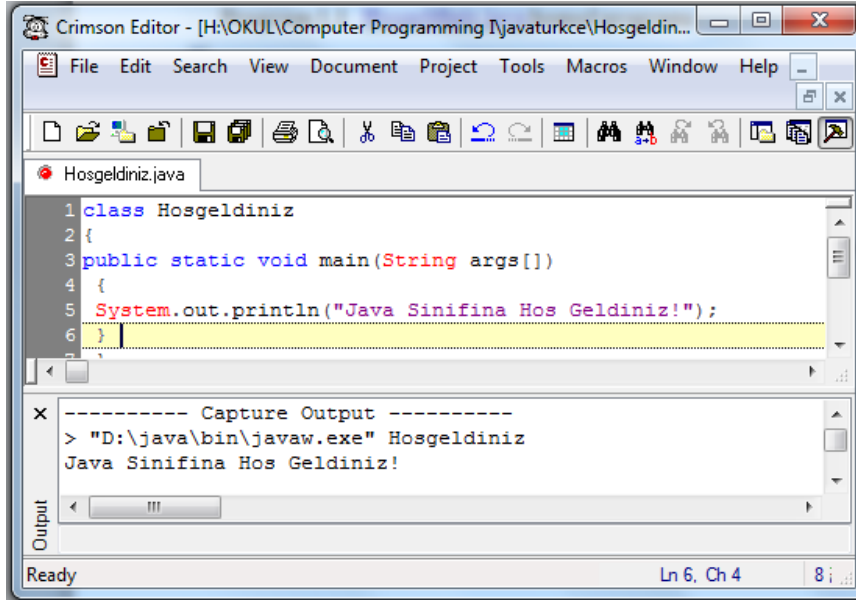 Crimson Editor - [H:\OKUL\Computer Programming I\javaturkce\Hosgeldin...
File Edit Search View Document Project Tools Macros Window Help
Hosgeldiniz.java
1 class Hosgeldiniz
2 {
3 public static void main(String args[])
4 {
5 System.out.println("Java Sinifina Hos Geldiniz!");
6 }
7 }
---------- Capture Output ----------
> "D:\java\bin\javaw.exe" Hosgeldiniz
Java Sinifina Hos Geldiniz!
Output
Ready Ln 6, Ch 4 8